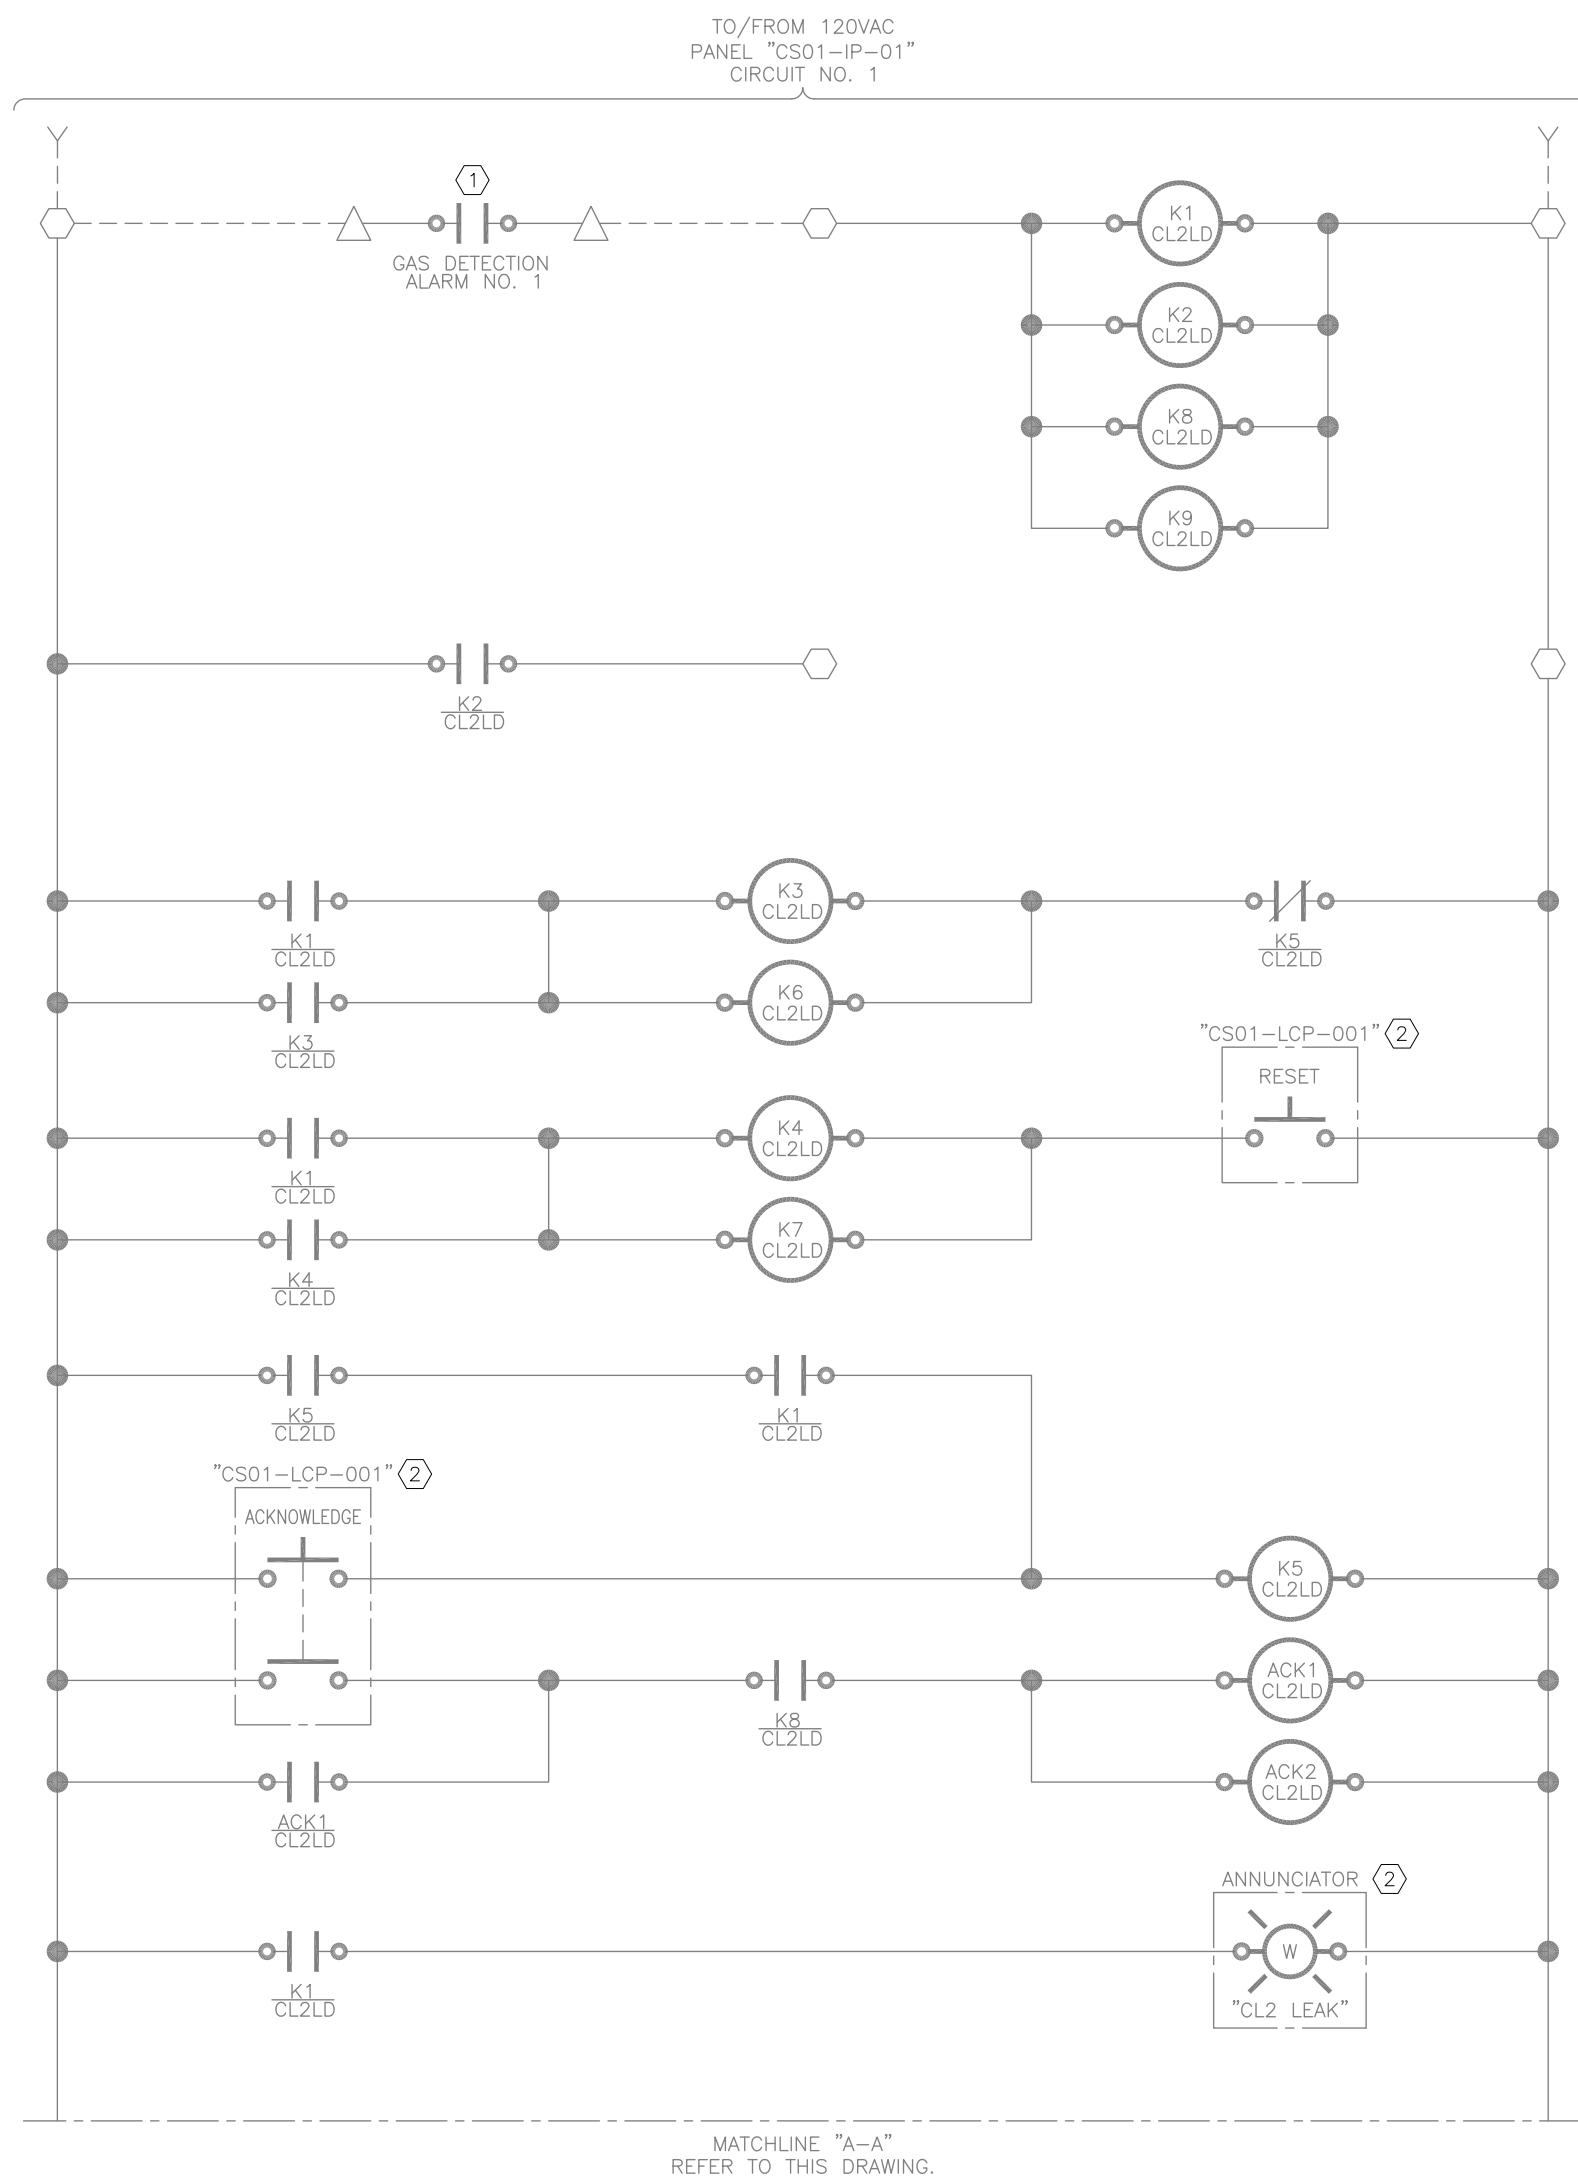 TO/FROM 120VAC
PANEL "CS01-IP-01"
CIRCUIT NO. 1
1
GAS DETECTION
ALARM NO. 1
K1
CL2LD
K2
CL2LD
K8
CL2LD
K9
CL2LD
K2
CL2LD
K1
CL2LD
K3
CL2LD
K5
CL2LD
K3
CL2LD
K6
CL2LD
"CS01-LCP-001" 2
RESET
K1
CL2LD
K4
CL2LD
K4
CL2LD
K7
CL2LD
K5
CL2LD
K1
CL2LD
"CS01-LCP-001" 2
ACKNOWLEDGE
K5
CL2LD
K8
CL2LD
ACK1
CL2LD
ACK1
CL2LD
ACK2
CL2LD
ANNUNCIATOR 2
K1
CL2LD
W
"CL2 LEAK"
MATCHLINE "A-A"
REFER TO THIS DRAWING.